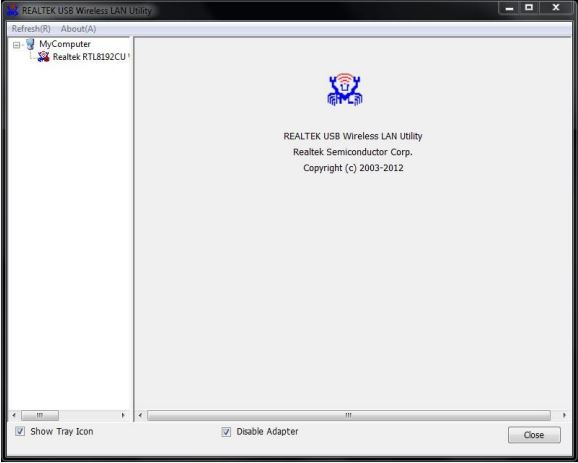 REALTEK USB Wireless LAN Utility
Refresh(R) About(A)
MyComputer
Realtek RTL8192CU
REALTEK USB Wireless LAN Utility
Realtek Semiconductor Corp.
Copyright (c) 2003-2012
Show Tray Icon
Disable Adapter
Close